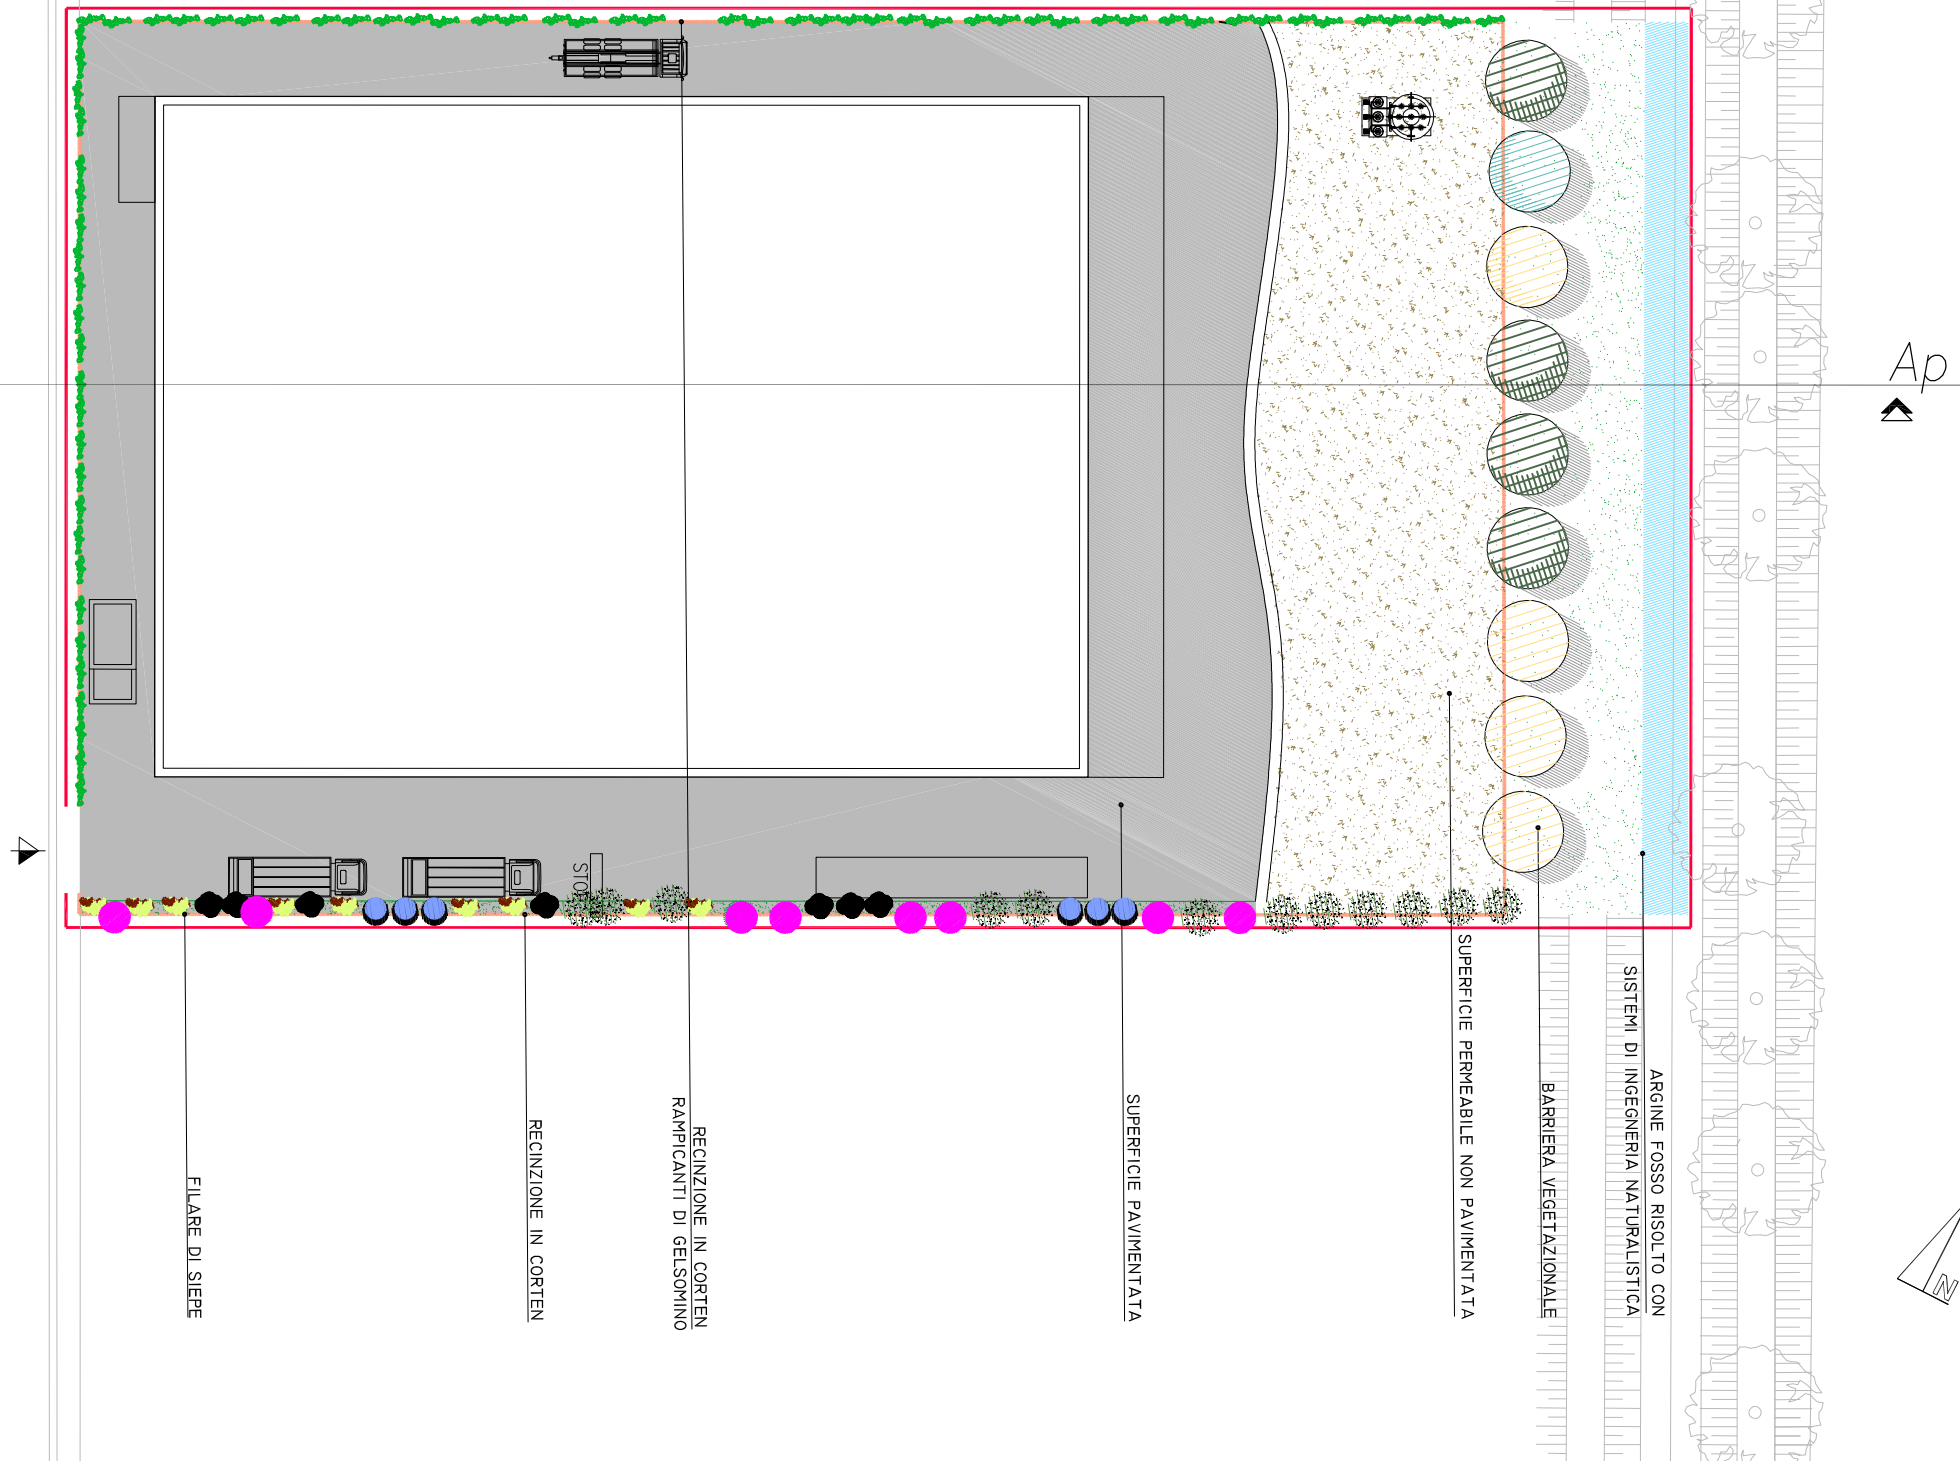 Ap
STO
SUPERFICIE PERMEABILE NON PAVIMENTATA
ARGINE FOSSO RISOLTO CON
SISTEMI DI INGEGNERIA NATURALISTICA
BARRIERA VEGETAZIONALE
SUPERFICIE PAVIMENTATA
RECINZIONE IN CORTEN
RAMPICANTI DI GELSOMINO
RECINZIONE IN CORTEN
FILARE DI SIEPE
N